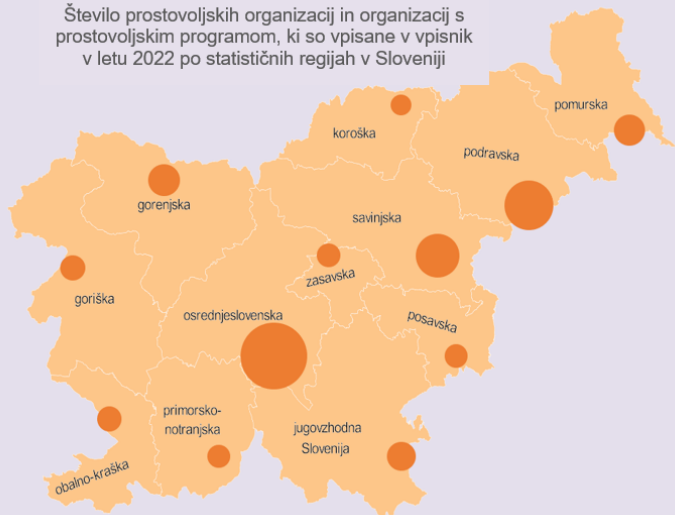 Število prostovoljskih organizacij in organizacij s
prostovoljskim programom, ki so vpisane v vpisnik
v letu 2022 po statističnih regijah v Sloveniji
pomurska
koroška
podravska
gorenjska
savinjska
zasavska
goriška
osrednjeslovenska
posavska
primorsko-
notranjska
jugovzhodna
Slovenija
obalno-kraška